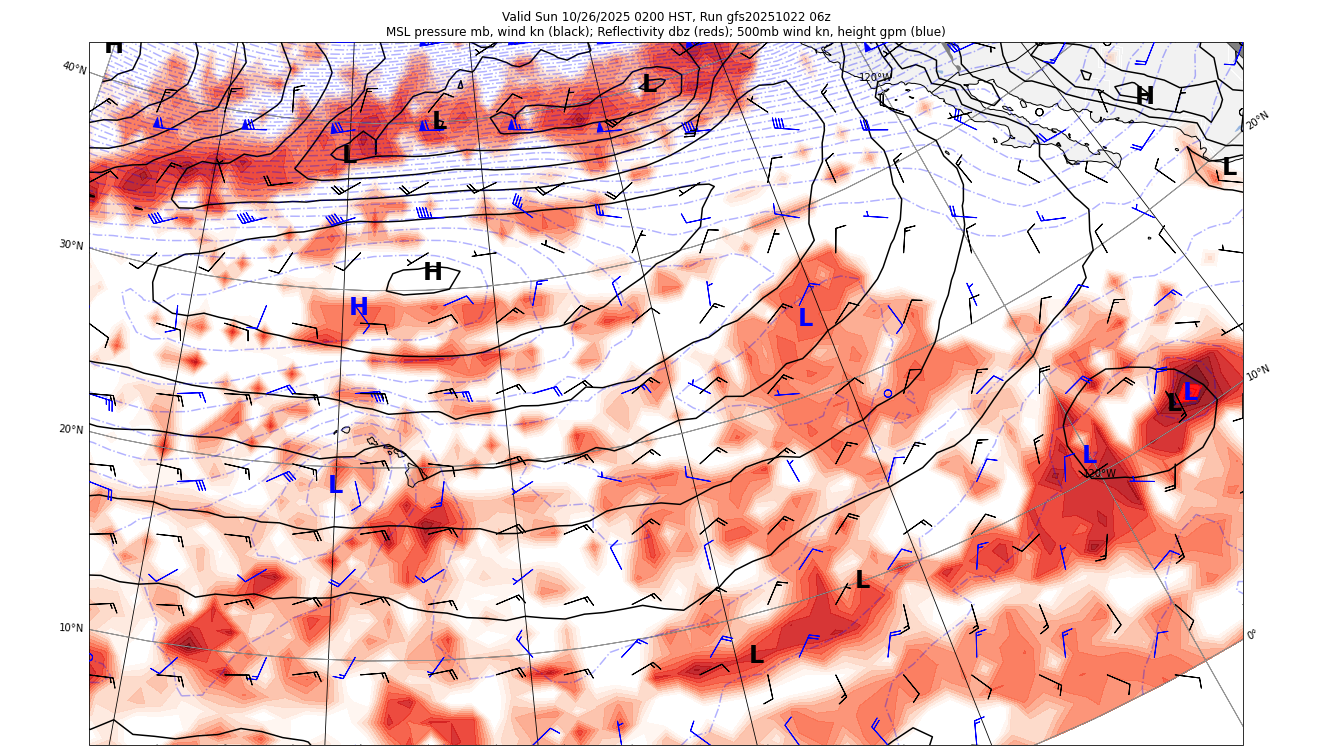 Valid Sun 10/26/2025 0200 HST, Run gfs20251022 06z
MSL pressure mb, wind kn (black); Reflectivity dbz (reds); 500mb wind kn, height gpm (blue)
H
40°N
120°W
L
H
20°N
L
L
L
30°N
H
H
L
10°N
L
L
20°N
L
120°W
L
L
10°N
0°
L